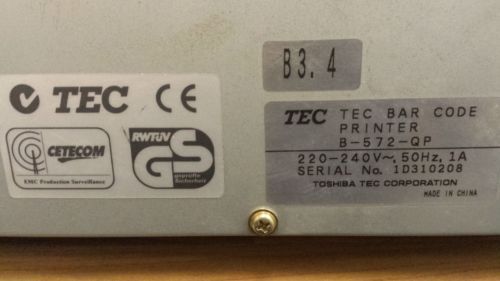 B3.4
TEC CE
CETECOM
EMC Production Surveillance
RWTÜV
GS
geprüfte
Sicherheit
TEC TEC BAR CODE
PRINTER
B-572-QP
220-240V~, 50Hz, 1A
SERIAL No. 1D310208
TOSHIBA TEC CORPORATION
MADE IN CHINA